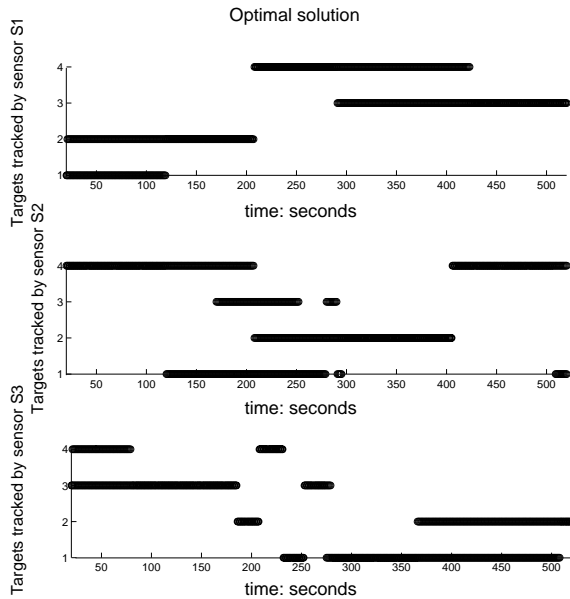 Optimal solution
Targets tracked by sensor S1
4
3
2
1
50 100 150 200 250 300 350 400 450 500
time: seconds
Targets tracked by sensor S2
4
3
2
1
50 100 150 200 250 300 350 400 450 500
time: seconds
Targets tracked by sensor S3
4
3
2
1
50 100 150 200 250 300 350 400 450 500
time: seconds